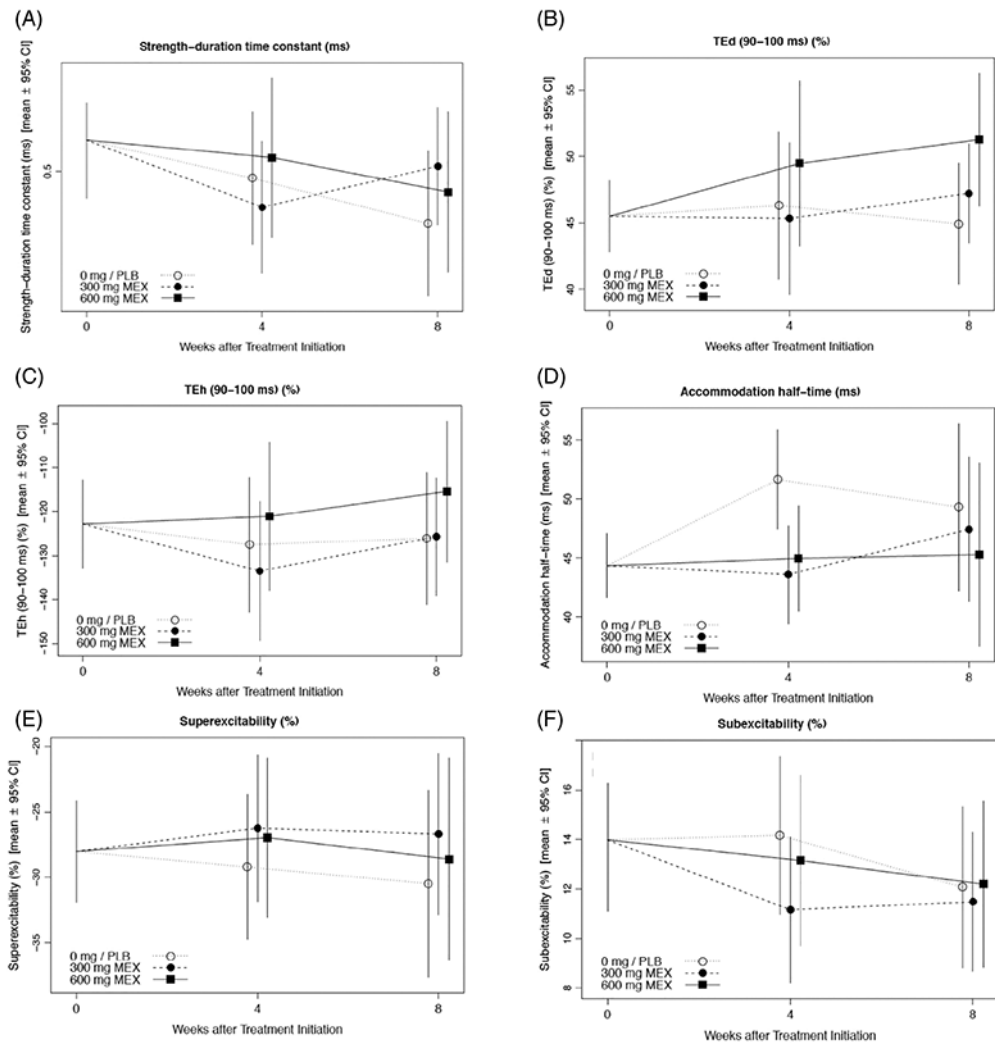 (A)
Strength-duration time constant (ms)
Strength-duration time constant (ms) [mean ± 95% CI]
0.5
0 mg / PLB
300 mg MEX
600 mg MEX
0 4 8
Weeks after Treatment Initiation
(B)
TEd (90-100 ms) (%)
TEd (90-100 ms) (%) [mean ± 95% CI]
55
50
45
40
0 mg / PLB
300 mg MEX
600 mg MEX
0 4 8
Weeks after Treatment Initiation
(C)
TEh (90-100 ms) (%)
TEh (90-100 ms) (%) [mean ± 95% CI]
-100
-110
-120
-130
-140
-150
0 mg / PLB
300 mg MEX
600 mg MEX
0 4 8
Weeks after Treatment Initiation
(D)
Accommodation half-time (ms)
Accommodation half-time (ms) [mean ± 95% CI]
55
50
45
40
0 mg / PLB
300 mg MEX
600 mg MEX
0 4 8
Weeks after Treatment Initiation
(E)
Superexcitability (%)
Superexcitability (%) [mean ± 95% CI]
-20
-25
-30
-35
0 mg / PLB
300 mg MEX
600 mg MEX
0 4 8
Weeks after Treatment Initiation
(F)
Subexcitability (%)
Subexcitability (%) [mean ± 95% CI]
16
14
12
10
8
0 mg / PLB
300 mg MEX
600 mg MEX
0 4 8
Weeks after Treatment Initiation